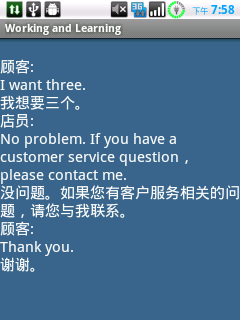 下午 7:58
Working and Learning
顾客:
I want three.
我想要三个。
店员:
No problem. If you have a
customer service question，
please contact me.
没问题。如果您有客户服务相关的问
题，请您与我联系。
顾客:
Thank you.
谢谢。